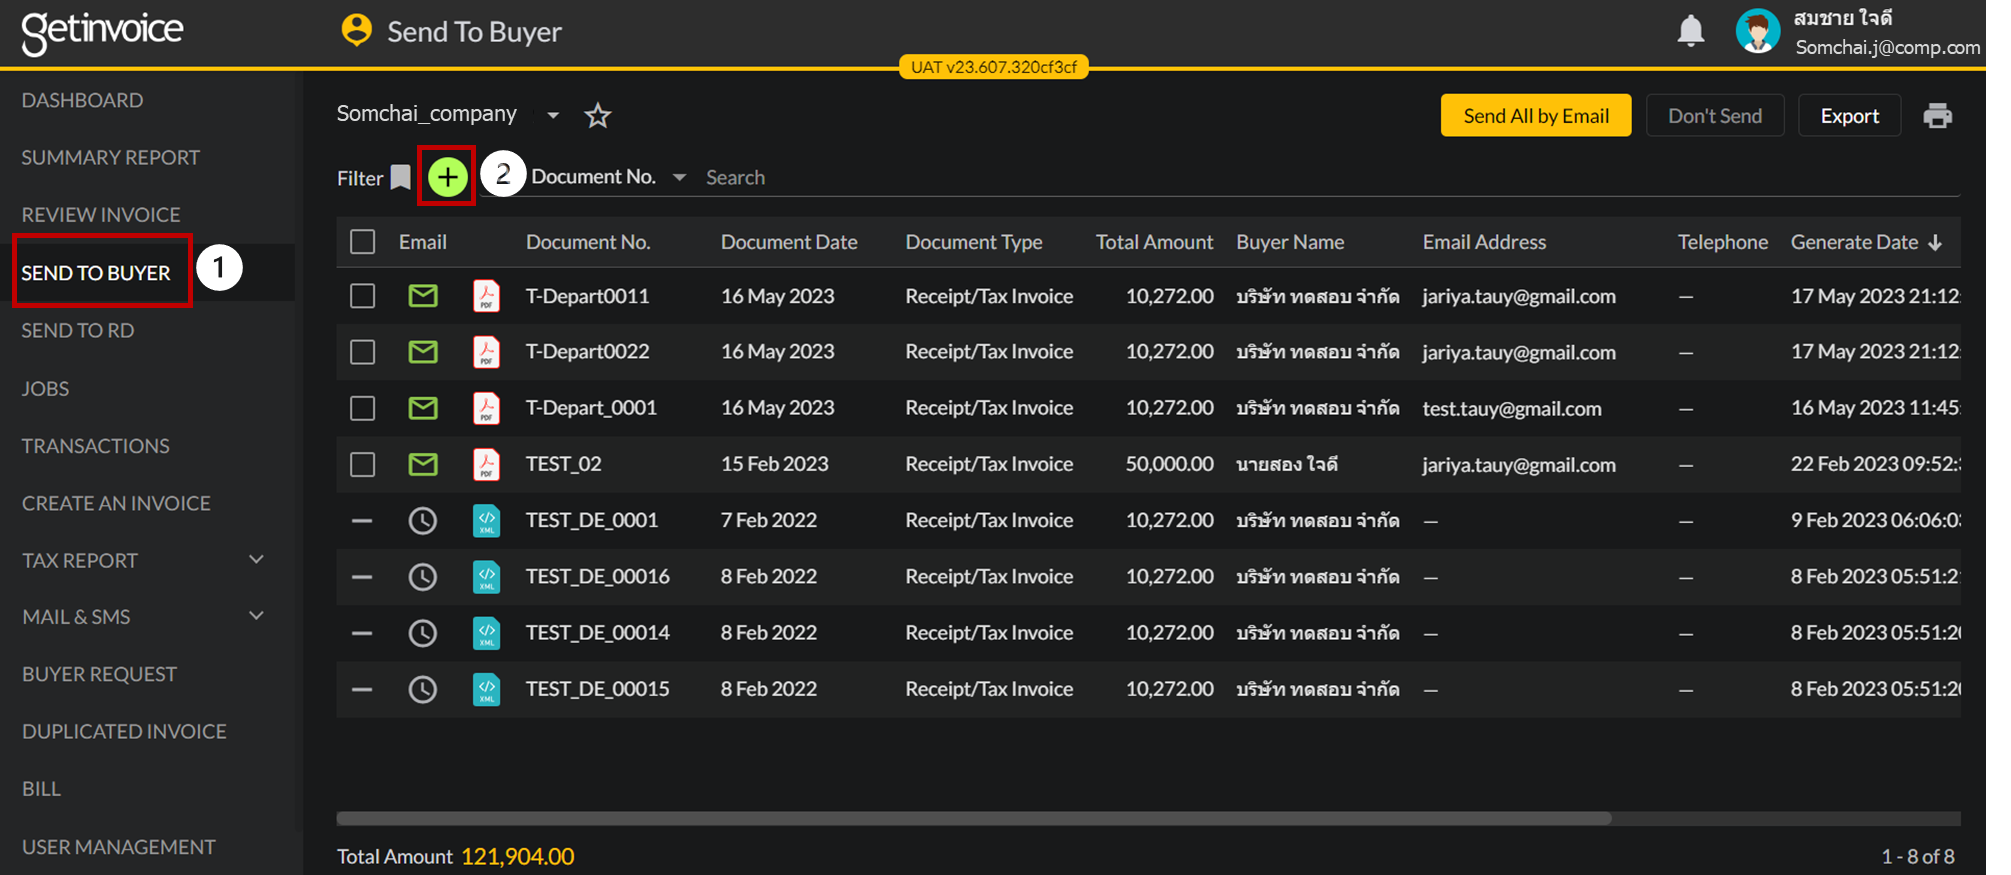 getinvoice
Send To Buyer
สมชาย ใจดี
Somchai.j@comp.com
UAT v23.607.320cf3cf
DASHBOARD
SUMMARY REPORT
REVIEW INVOICE
SEND TO BUYER
1
SEND TO RD
JOBS
TRANSACTIONS
CREATE AN INVOICE
TAX REPORT
MAIL & SMS
BUYER REQUEST
DUPLICATED INVOICE
BILL
USER MANAGEMENT
Somchai_company
Send All by Email Don't Send Export
Filter + 2 Document No. Search
Email Document No. Document Date Document Type Total Amount Buyer Name Email Address Telephone Generate Date
PDF T-Depart0011 16 May 2023 Receipt/Tax Invoice 10,272.00 บริษัท ทดสอบ จำกัด jariya.tauy@gmail.com — 17 May 2023 21:12:
PDF T-Depart0022 16 May 2023 Receipt/Tax Invoice 10,272.00 บริษัท ทดสอบ จำกัด jariya.tauy@gmail.com — 17 May 2023 21:12:
PDF T-Depart_0001 16 May 2023 Receipt/Tax Invoice 10,272.00 บริษัท ทดสอบ จำกัด test.tauy@gmail.com — 16 May 2023 11:45:
PDF TEST_02 15 Feb 2023 Receipt/Tax Invoice 50,000.00 นายสอง ใจดี jariya.tauy@gmail.com — 22 Feb 2023 09:52:
XML TEST_DE_0001 7 Feb 2022 Receipt/Tax Invoice 10,272.00 บริษัท ทดสอบ จำกัด — — 9 Feb 2023 06:06:0
XML TEST_DE_00016 8 Feb 2022 Receipt/Tax Invoice 10,272.00 บริษัท ทดสอบ จำกัด — — 8 Feb 2023 05:51:2
XML TEST_DE_00014 8 Feb 2022 Receipt/Tax Invoice 10,272.00 บริษัท ทดสอบ จำกัด — — 8 Feb 2023 05:51:2
XML TEST_DE_00015 8 Feb 2022 Receipt/Tax Invoice 10,272.00 บริษัท ทดสอบ จำกัด — — 8 Feb 2023 05:51:2
Total Amount 121,904.00
1 - 8 of 8